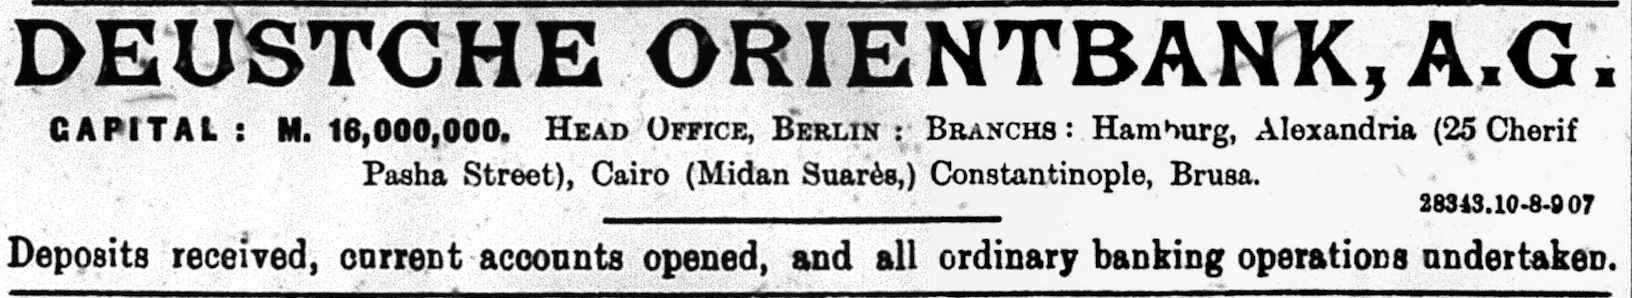 DEUSTCHE ORIENTBANK, A.G.
CAPITAL : M. 16,000,000. HEAD OFFICE, BERLIN : BRANCHS : Hamburg, Alexandria (25 Cherif
Pasha Street), Cairo (Midan Suarès,) Constantinople, Brusa.
28343.10-8-907
Deposits received, current accounts opened, and all ordinary banking operations undertaken.